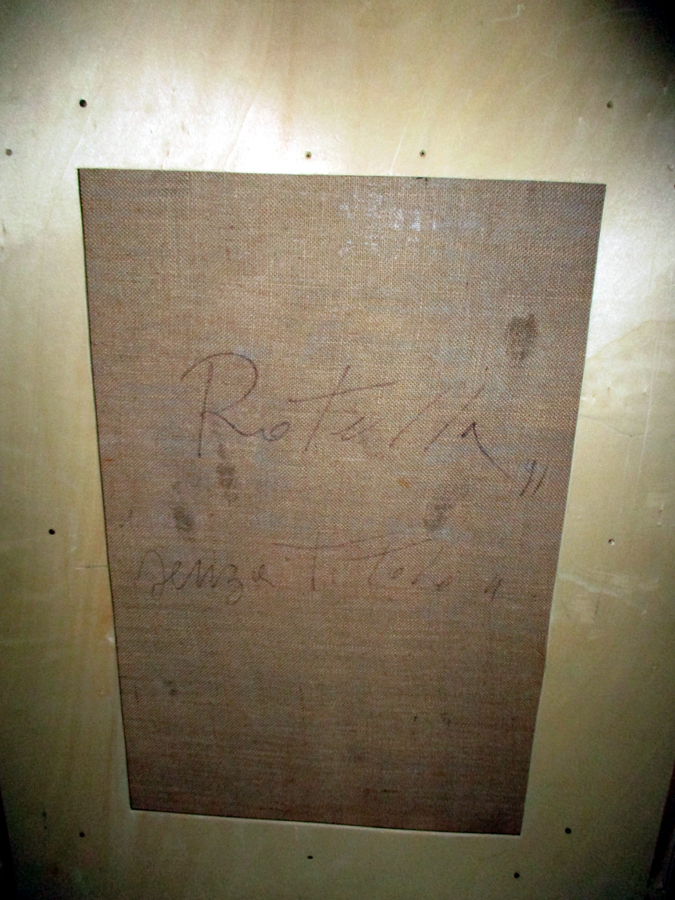 Rotella
91
"senza titolo"